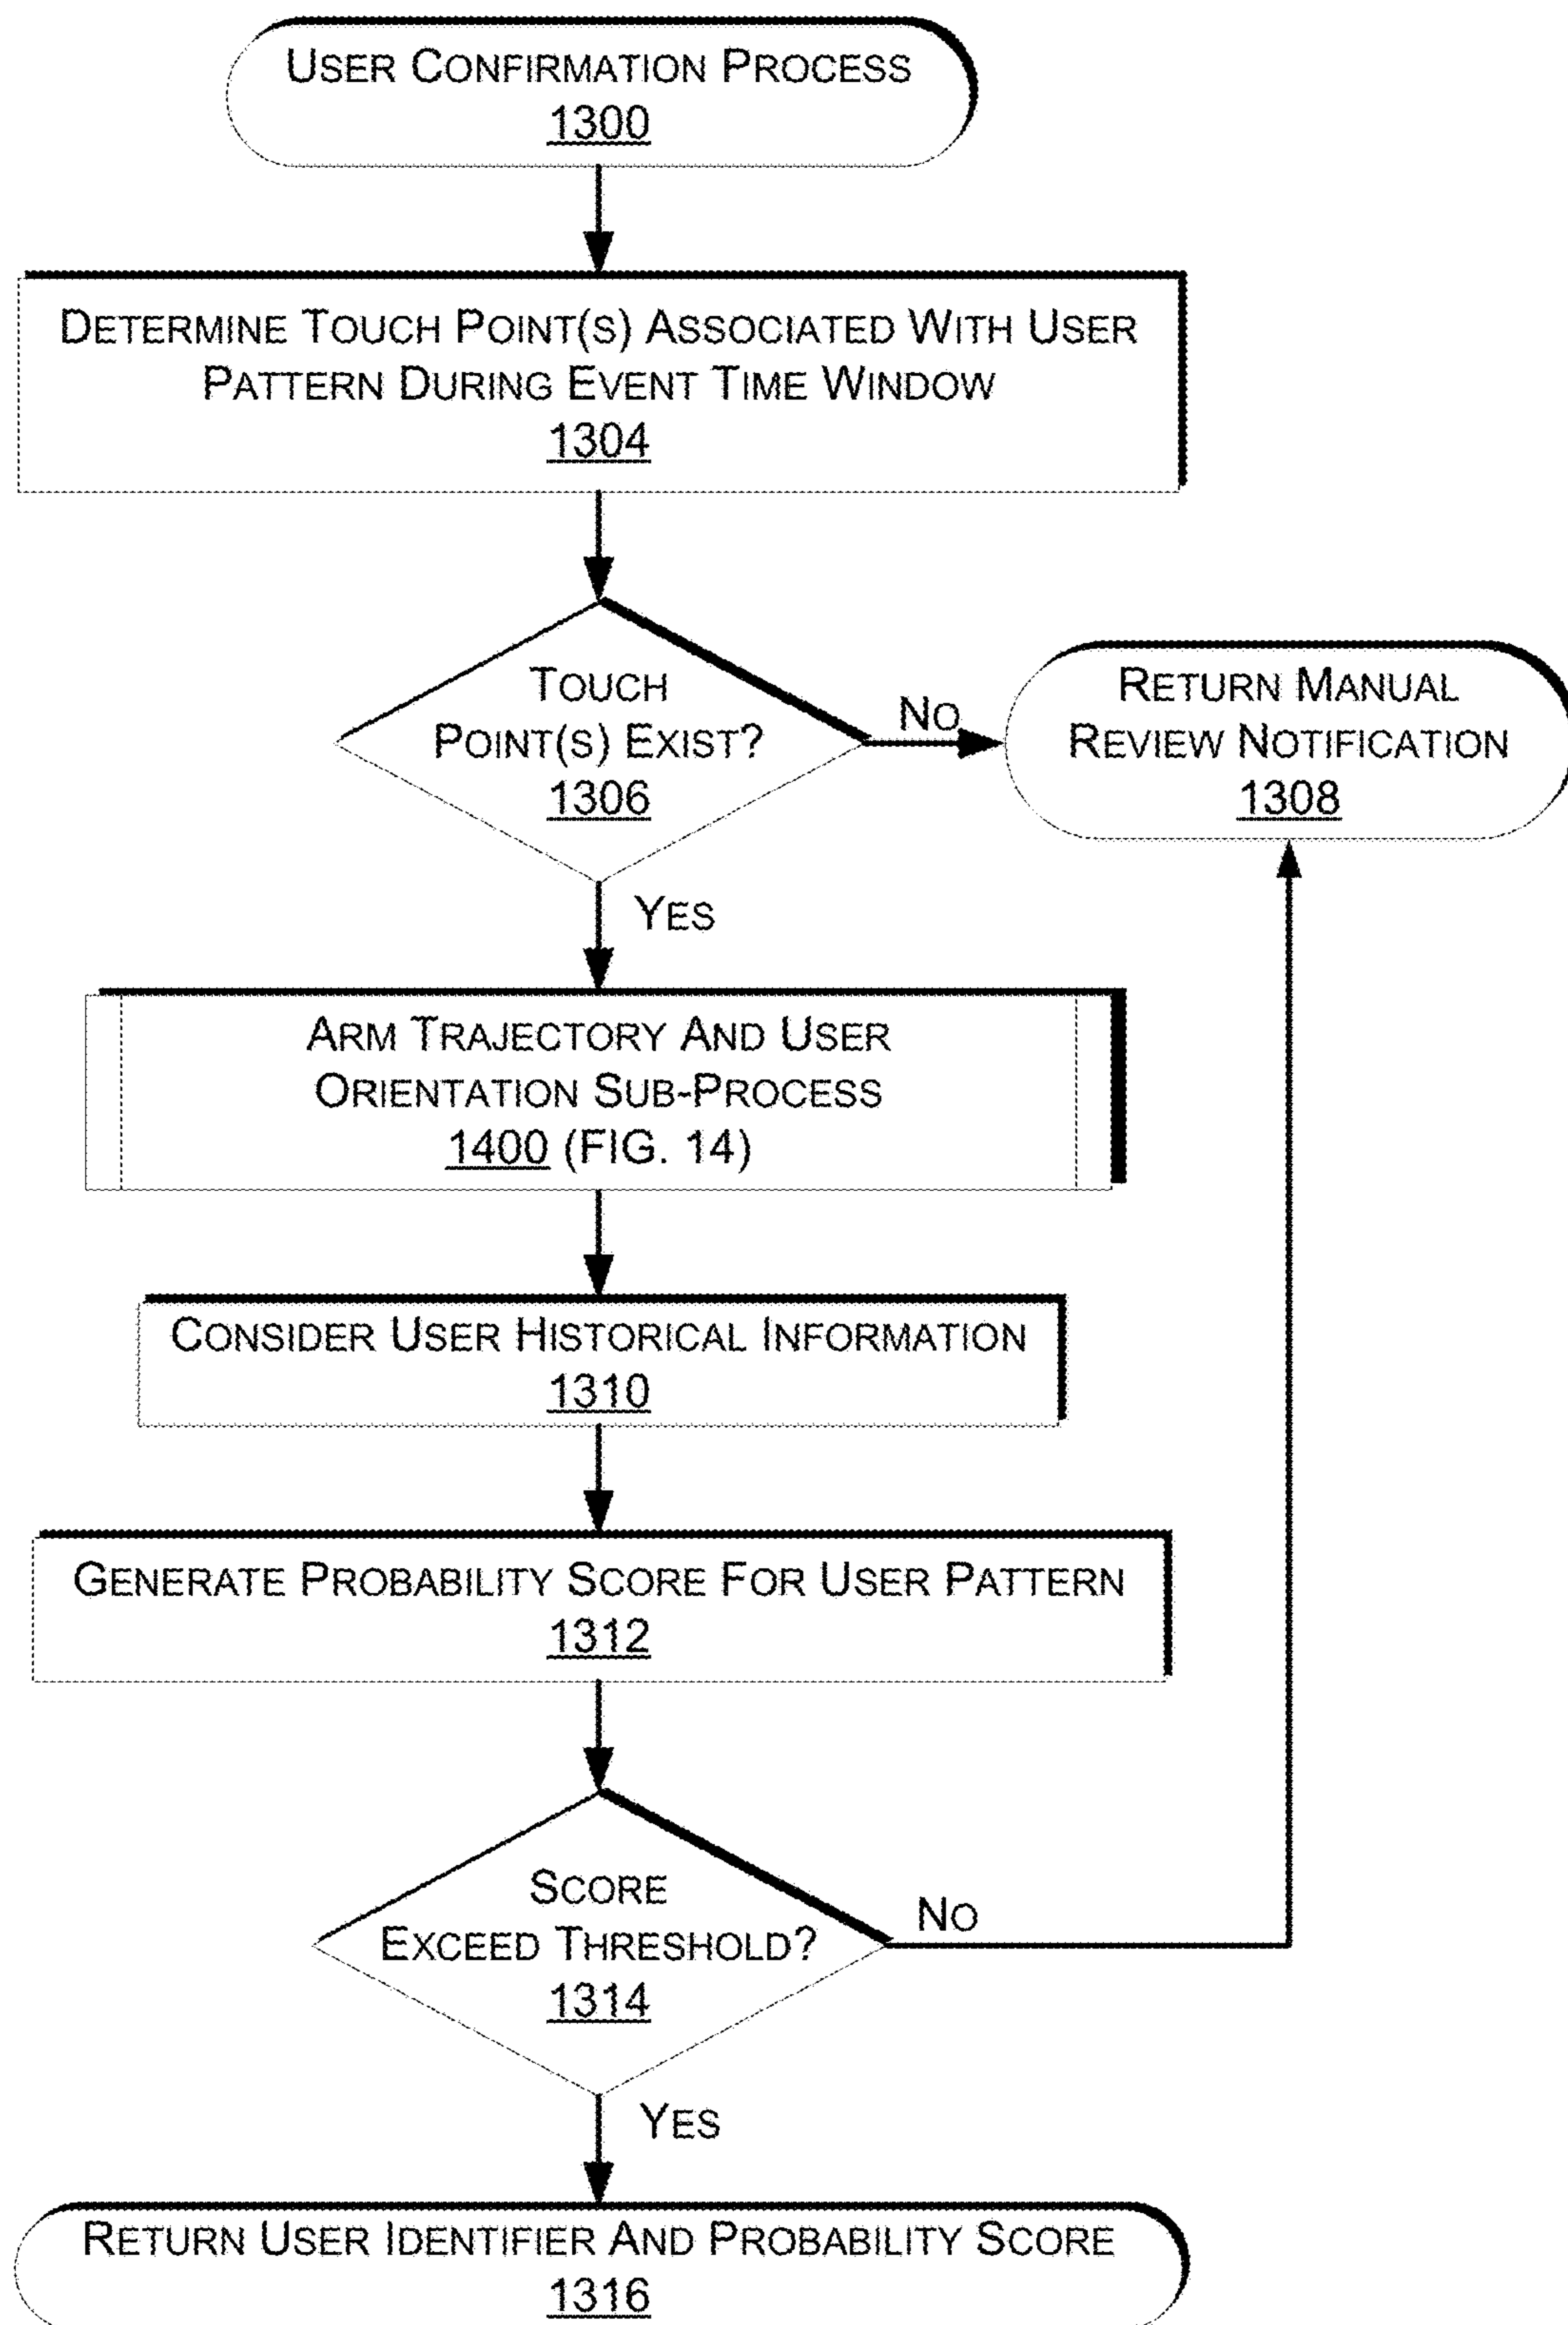 USER CONFIRMATION PROCESS
1300
DETERMINE TOUCH POINT(S) ASSOCIATED WITH USER
PATTERN DURING EVENT TIME WINDOW
1304
TOUCH
POINT(S) EXIST?
1306
NO
RETURN MANUAL
REVIEW NOTIFICATION
1308
YES
ARM TRAJECTORY AND USER
ORIENTATION SUB-PROCESS
1400 (FIG. 14)
CONSIDER USER HISTORICAL INFORMATION
1310
GENERATE PROBABILITY SCORE FOR USER PATTERN
1312
SCORE
EXCEED THRESHOLD?
1314
NO
YES
RETURN USER IDENTIFIER AND PROBABILITY SCORE
1316